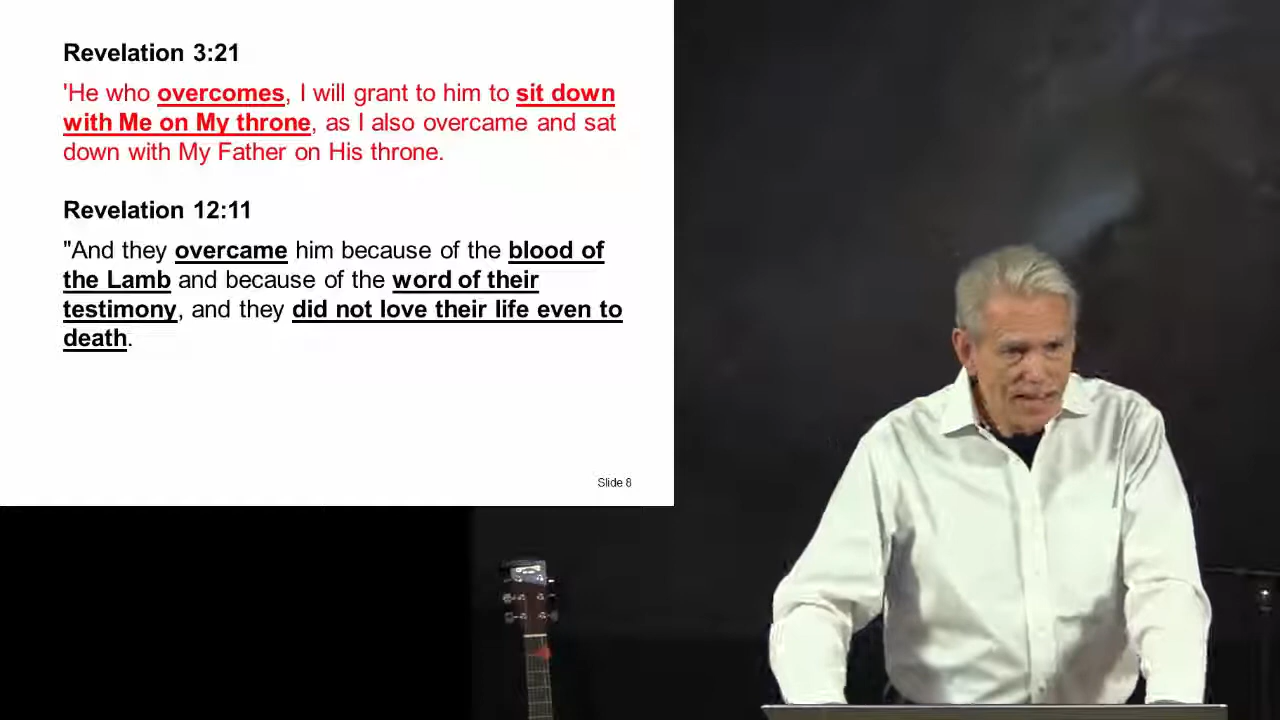 Revelation 3:21
'He who overcomes, I will grant to him to sit down
with Me on My throne, as I also overcame and sat
down with My Father on His throne.
Revelation 12:11
"And they overcame him because of the blood of
the Lamb and because of the word of their
testimony, and they did not love their life even to
death.
Slide 8